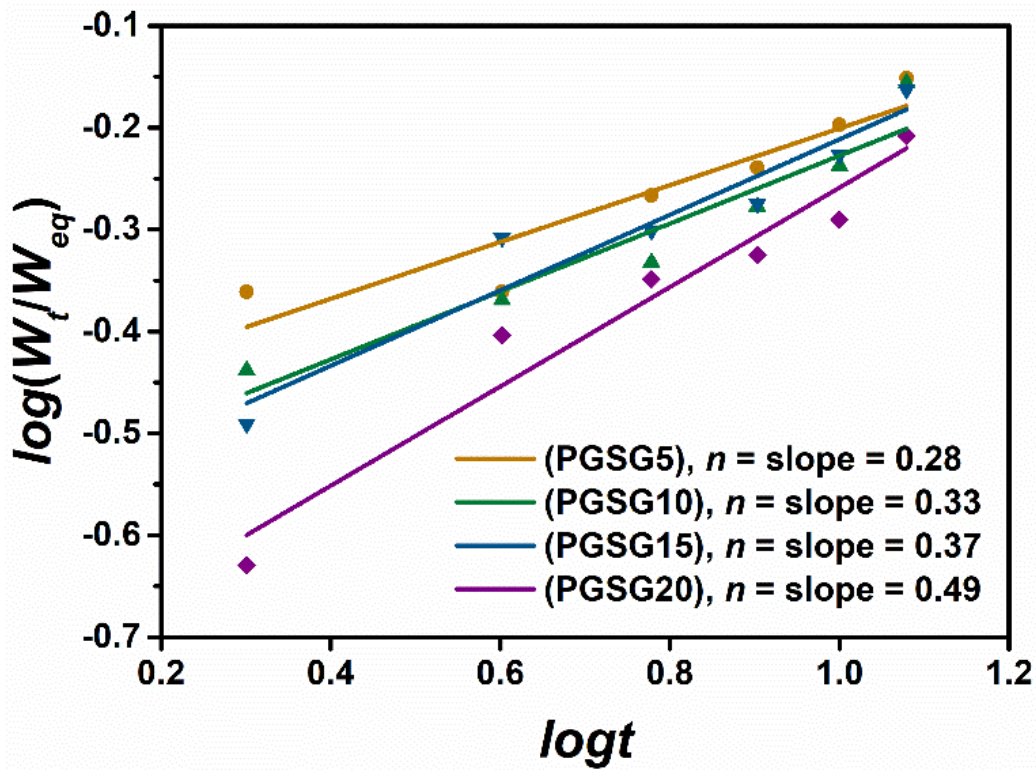 -0.1
-0.2
-0.3
-0.4
-0.5
-0.6
-0.7
log(Wt/Weq)
(PGSG5), n = slope = 0.28
(PGSG10), n = slope = 0.33
(PGSG15), n = slope = 0.37
(PGSG20), n = slope = 0.49
0.2 0.4 0.6 0.8 1.0 1.2
logt